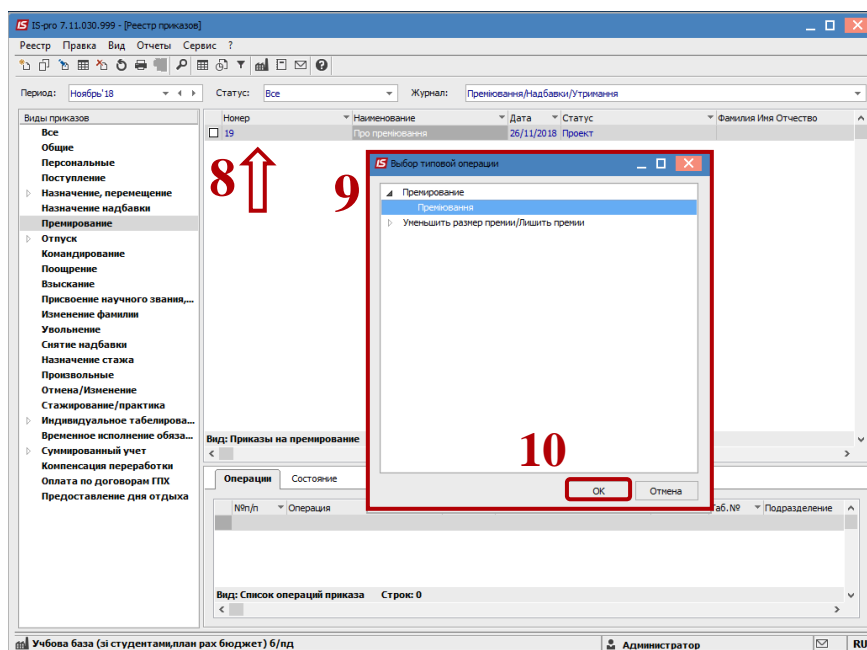 IS-pro 7.11.030.999 - [Реестр приказов]
Реестр Правка Вид Отчеты Сервис ?
Период: Ноябрь'18 Статус: Все Журнал: Преміювання/Надбавки/Утримання
Виды приказов
Все
Общие
Персональные
Поступление
Назначение, перемещение
Назначение надбавки
Премирование
Отпуск
Командирование
Поощрение
Взыскание
Присвоение научного звания,...
Изменение фамилии
Увольнение
Снятие надбавки
Назначение стажа
Произвольные
Отмена/Изменение
Стажирование/практика
Индивидуальное табелирова...
Временное исполнение обяза...
Суммированный учет
Компенсация переработки
Оплата по договорам ГПХ
Предоставление дня отдыха
Номер Наименование Дата Статус Фамилия Имя Отчество
19 Про преміювання 26/11/2018 Проект
8
9
Выбор типовой операции
Премирование
Преміювання
Уменьшить размер премии/Лишить премии
10
OK Отмена
Вид: Приказы на премирование
Операции Состояние
№п/п Операция Таб.№ Подразделение
Вид: Список операций приказа Строк: 0
Учбова база (зі студентами,план рах бюджет) б/пд Администратор RU